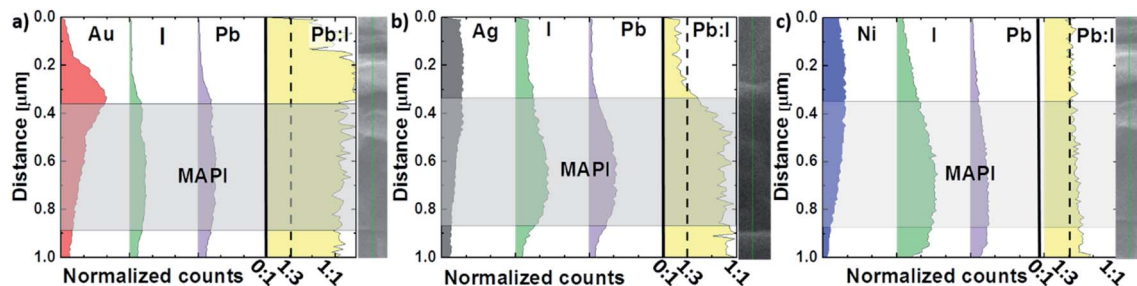 a) Au I Pb Pb:I
0.0
0.2
0.4
0.6
0.8
1.0
Distance [μm]
MAPI
0:1 1:3 1:1
Normalized counts
b) Ag I Pb Pb:I
0.0
0.2
0.4
0.6
0.8
1.0
Distance [μm]
MAPI
0:1 1:3 1:1
Normalized counts
c) Ni I Pb Pb:I
0.0
0.2
0.4
0.6
0.8
1.0
Distance [μm]
MAPI
0:1 1:3 1:1
Normalized counts